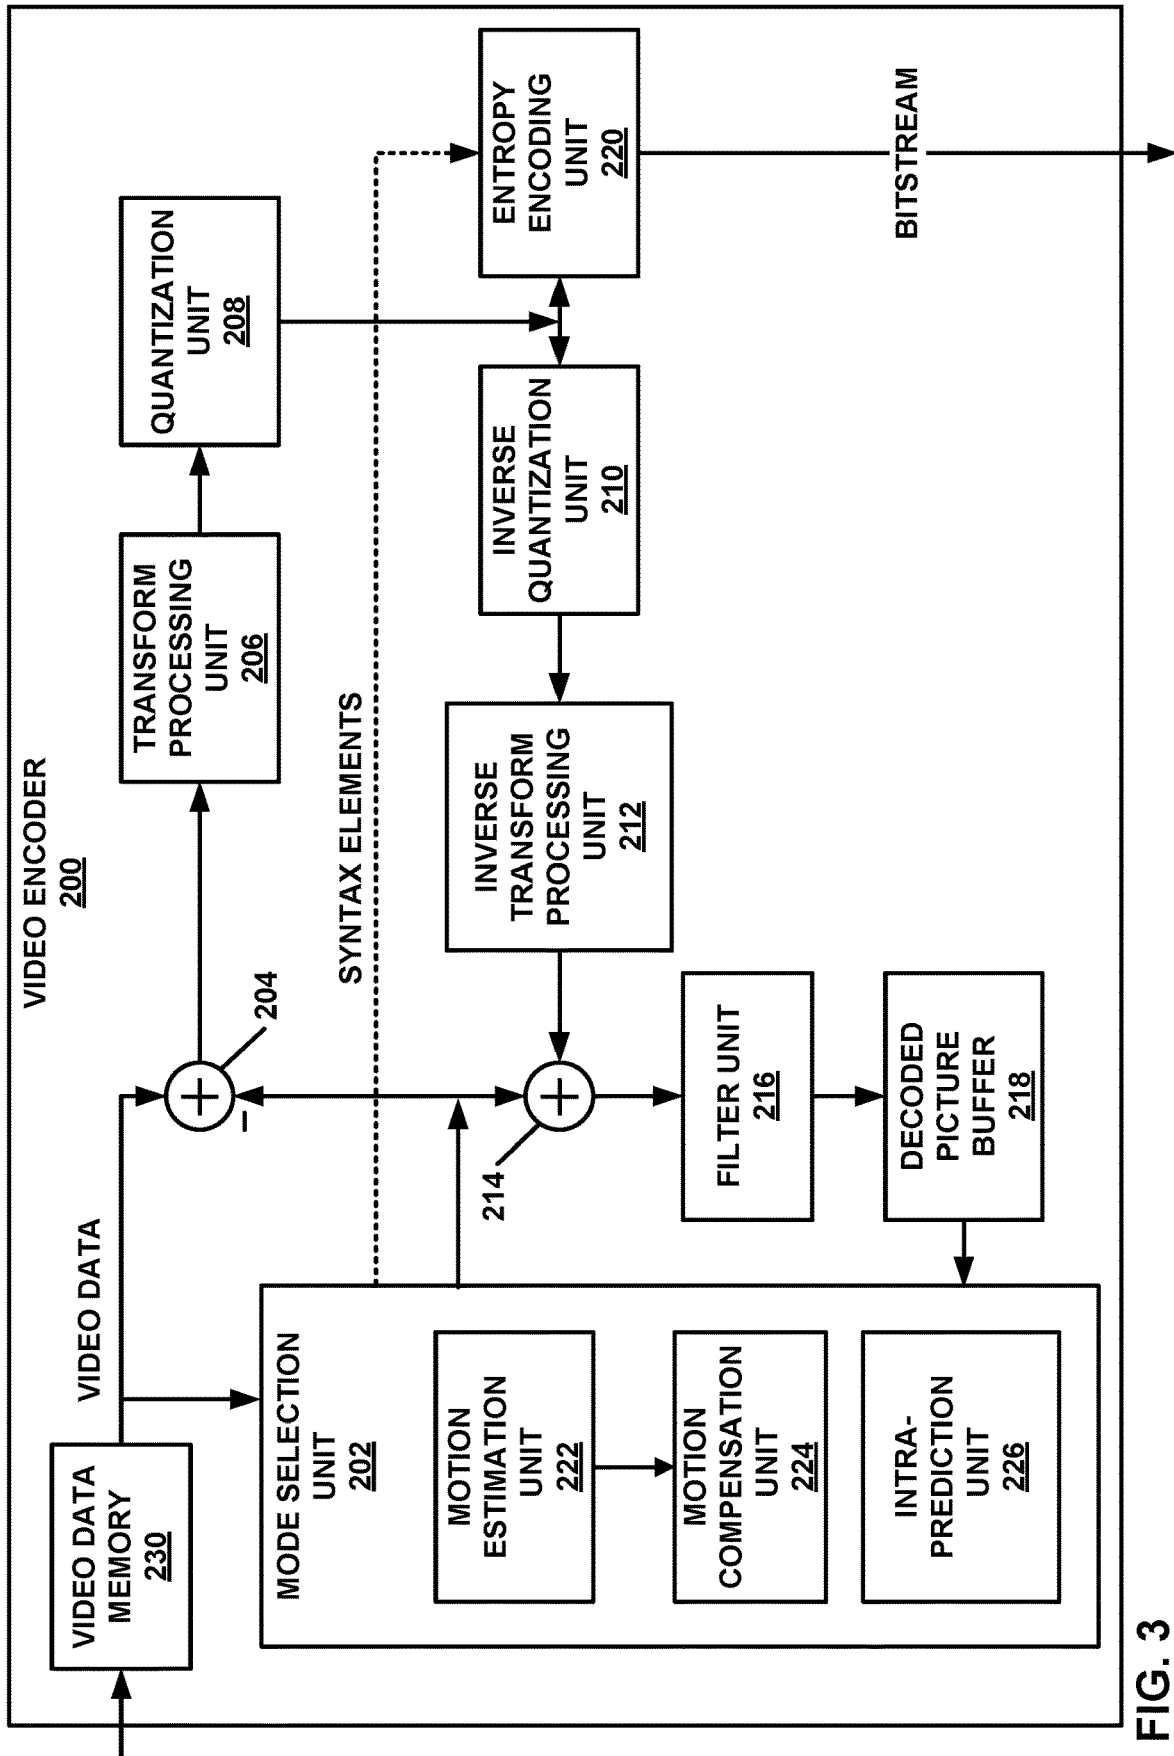 VIDEO ENCODER
200
VIDEO DATA
MEMORY
230
VIDEO DATA
204
TRANSFORM
PROCESSING
UNIT
206
QUANTIZATION
UNIT
208
MODE SELECTION
UNIT
202
SYNTAX ELEMENTS
MOTION
ESTIMATION
UNIT
222
MOTION
COMPENSATION
UNIT
224
INTRA-
PREDICTION
UNIT
226
214
INVERSE
TRANSFORM
PROCESSING
UNIT
212
INVERSE
QUANTIZATION
UNIT
210
ENTROPY
ENCODING
UNIT
220
FILTER UNIT
216
DECODED
PICTURE
BUFFER
218
BITSTREAM
FIG. 3